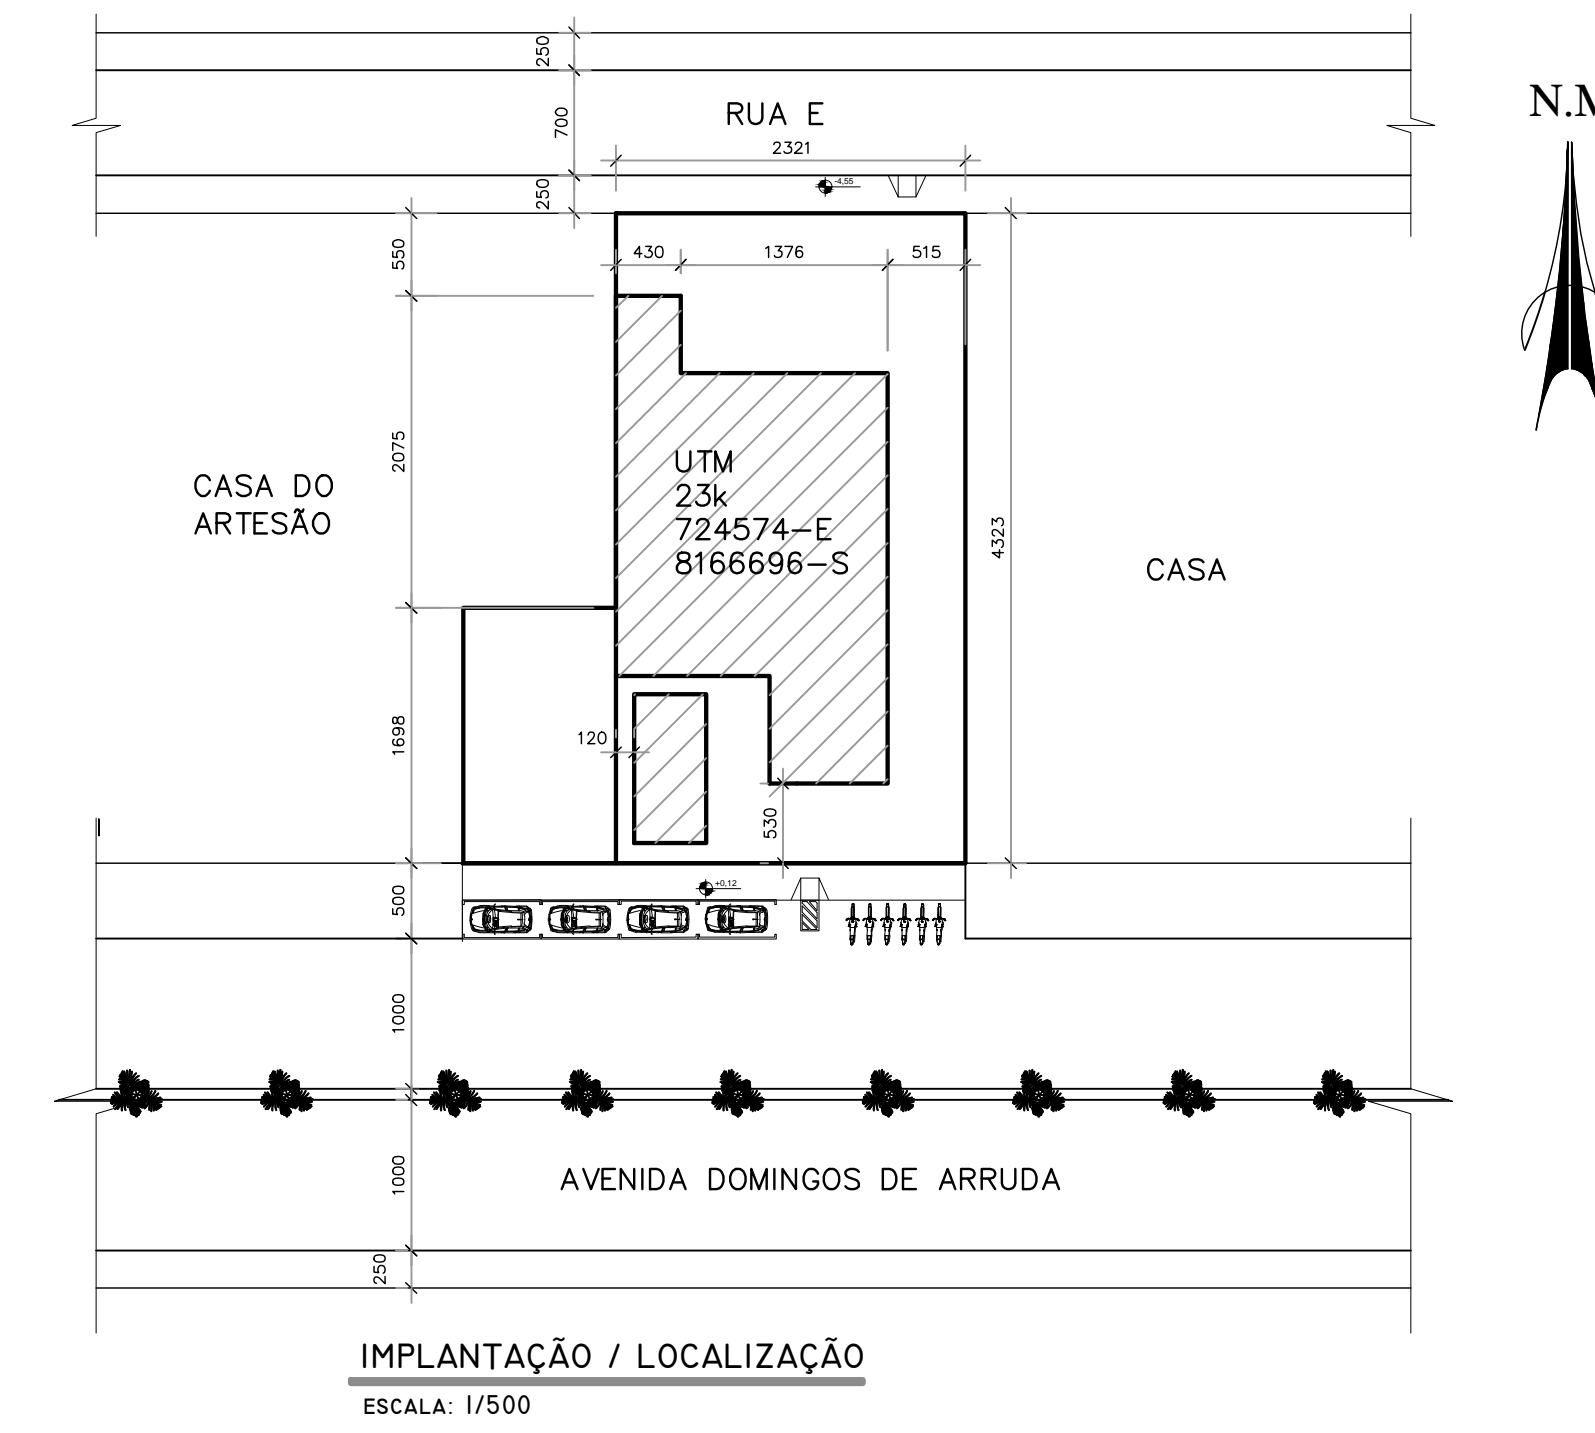 250
N.M
RUA E
700
2321
-4,55
250
550
430
1376
515
2075
UTM
23k
724574-E
8166696-S
CASA DO
ARTESÃO
4323
CASA
1698
120
530
+0,12
500
1000
AVENIDA DOMINGOS DE ARRUDA
1000
250
IMPLANTAÇÃO / LOCALIZAÇÃO
ESCALA: 1/500